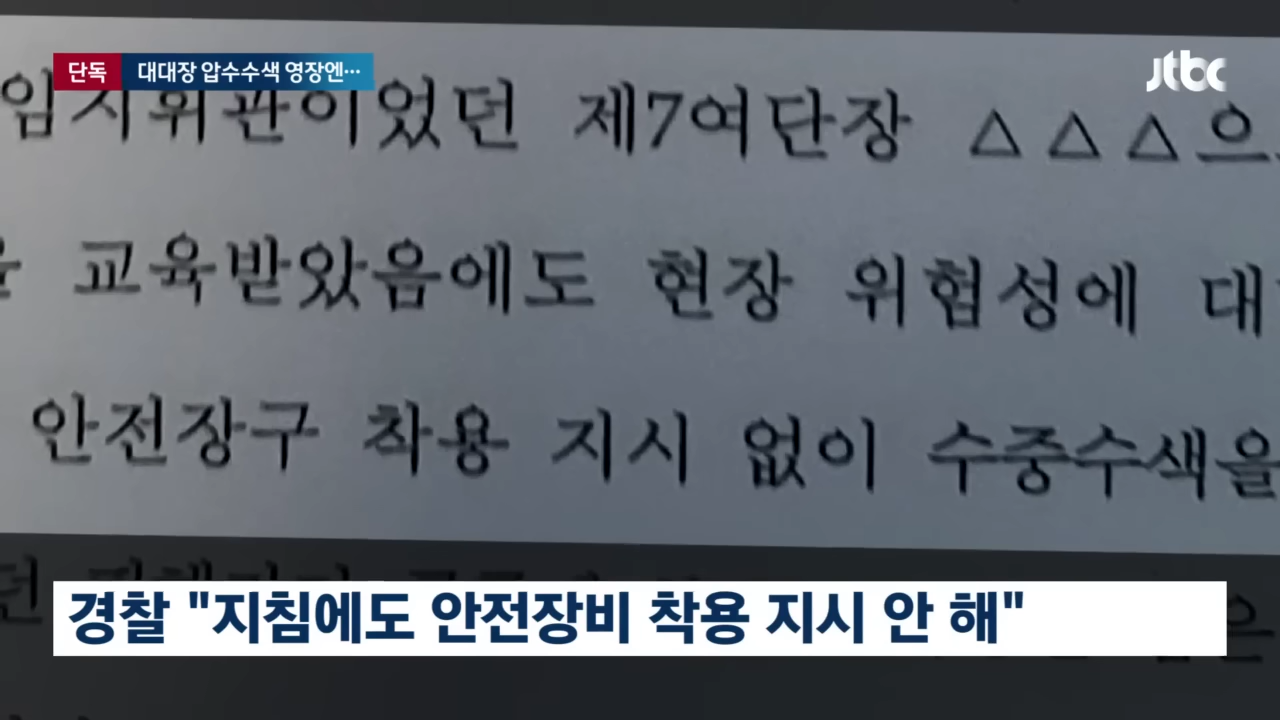 단독 대대장 압수수색 영장엔…
jtbc
임지휘관이었던 제7여단장 △△△으
교육받았음에도 현장 위험성에 대
안전장구 착용 지시 없이 수중수색을
경찰 "지침에도 안전장비 착용 지시 안 해"